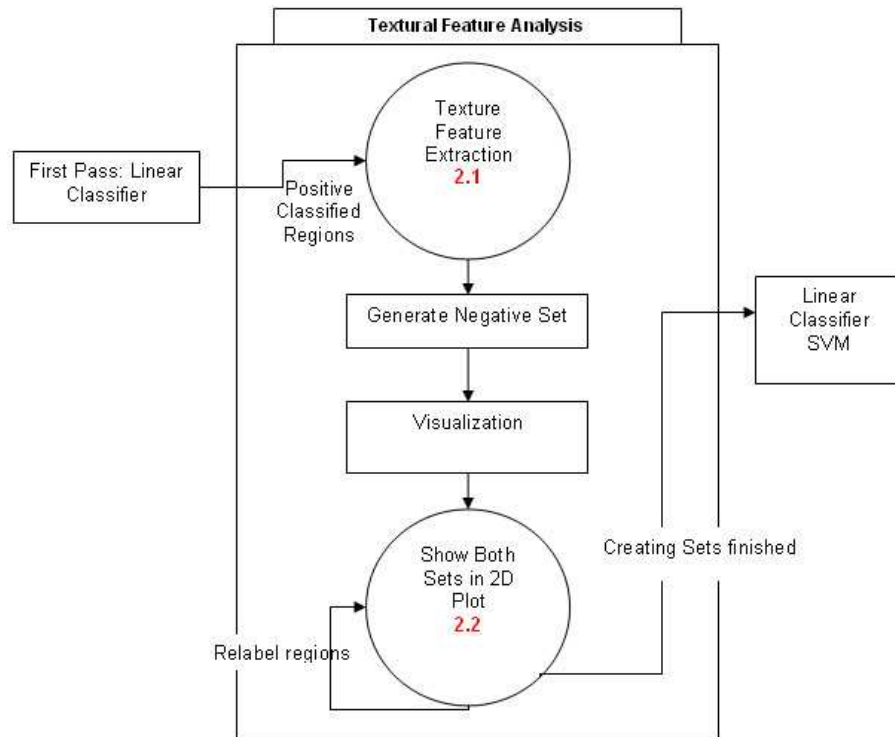 Textural Feature Analysis
Texture
Feature
Extraction
2.1
First Pass: Linear
Classifier
Positive
Classified
Regions
Generate Negative Set
Linear
Classifier
SVM
Visualization
Show Both
Sets in 2D
Plot
2.2
Creating Sets finished
Relabel regions